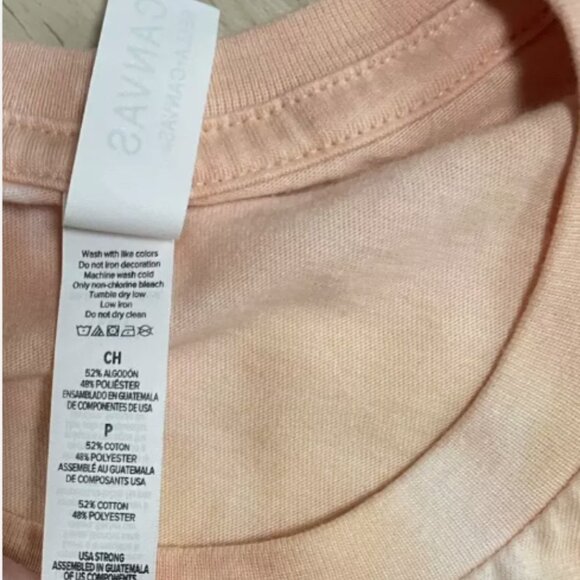 CANVAS
BELLA+CANVAS
Wash with like colors
Do not iron decoration
Machine wash cold
Only non-chlorine bleach
Tumble dry low
Low iron
Do not dry clean
CH
52% ALGODÓN
48% POLIÉSTER
ENSAMBLADO EN GUATEMALA
DE COMPONENTES DE USA
P
52% COTON
48% POLYESTER
ASSEMBLÉ AU GUATEMALA
DE COMPOSANTS USA
52% COTTON
48% POLYESTER
USA STRONG
ASSEMBLED IN GUATEMALA
OF US COMPONENTS